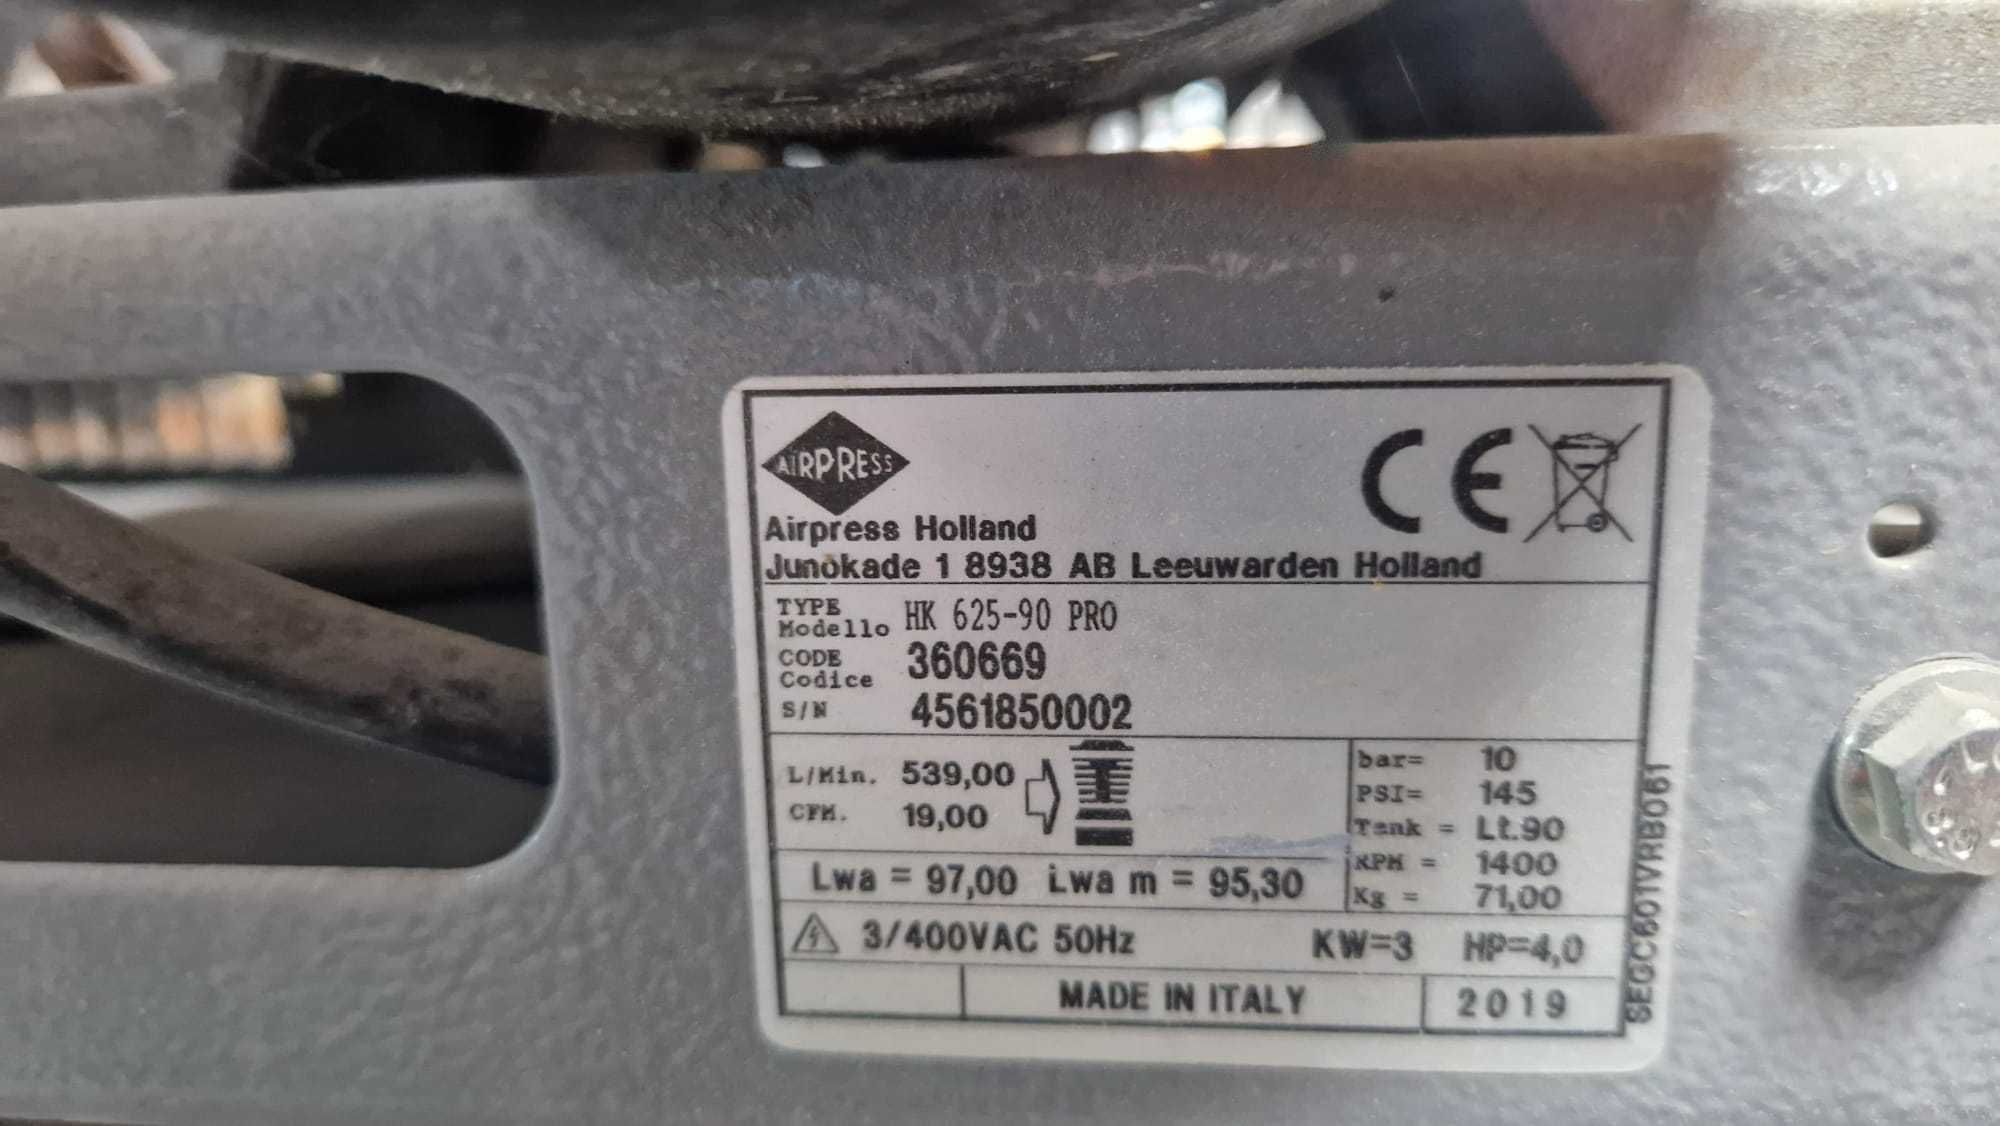 AIRPRESS
CE
Airpress Holland
Junokade 1 8938 AB Leeuwarden Holland
TYPE
Modello
HK 625-90 PRO
CODE
Codice
360669
S/N 4561850002
L/Min. 539,00
CFM. 19,00
bar= 10
PSI= 145
Tank = Lt.90
RPM = 1400
Kg = 71,00
Lwa = 97,00 Lwa m = 95,30
3/400VAC 50Hz KW=3 HP=4,0
MADE IN ITALY 2019
SEGC601VRB061